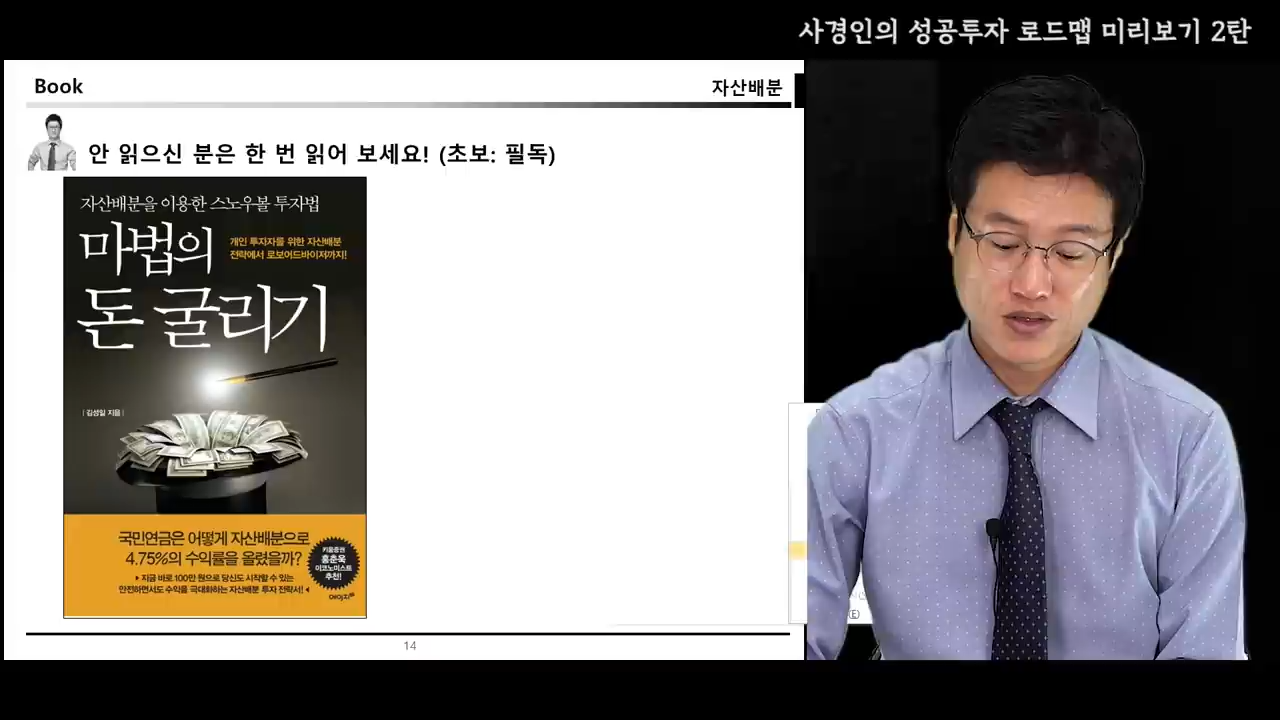 사경인의 성공투자 로드맵 미리보기 2탄
Book
자산배분
안 읽으신 분은 한 번 읽어 보세요! (초보: 필독)
자산배분을 이용한 스노우볼 투자법
마법의
개인 투자자를 위한 자산배분
전략에서 로보어드바이저까지!
돈 굴리기
| 김성일 지음 |
국민연금은 어떻게 자산배분으로
4.75%의 수익률을 올렸을까?
▶ 지금 바로 100만 원으로 당신도 시작할 수 있는
안전하면서도 수익을 극대화하는 자산배분 투자 전략서! ◀
키움증권
홍춘욱
이코노미스트
추천!
에이지
14
(E)